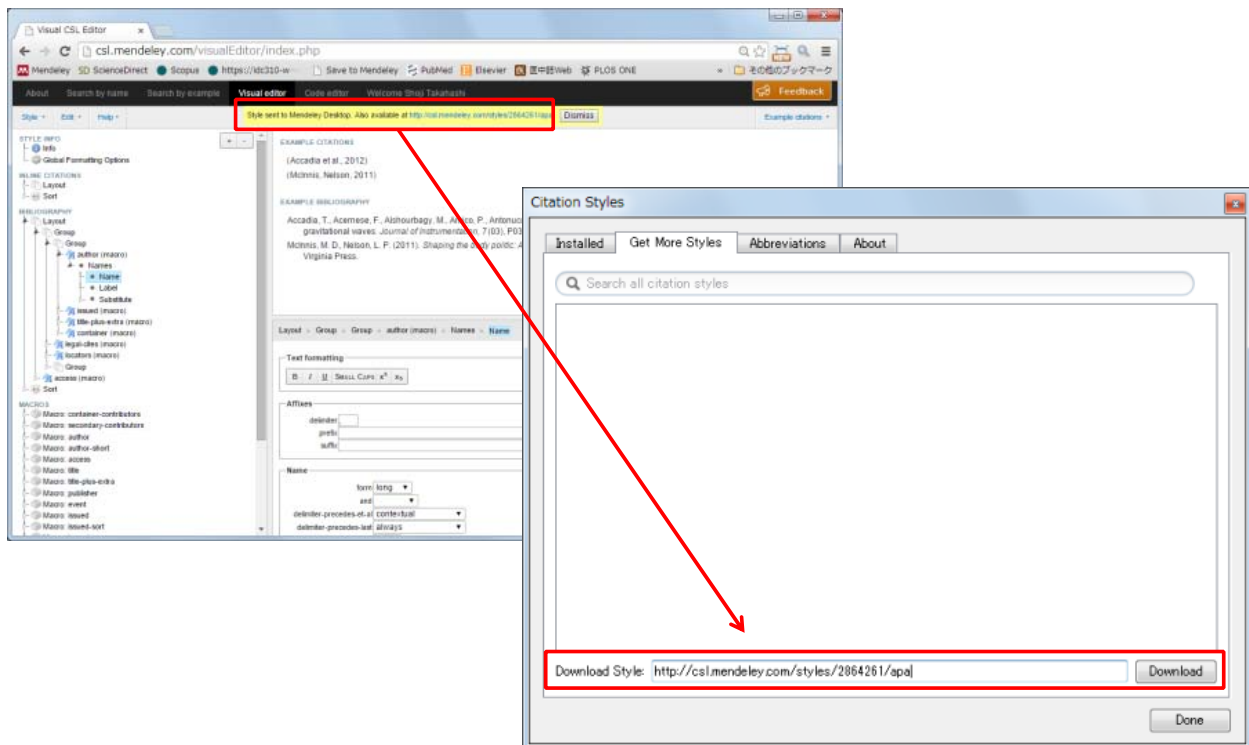 Visual CSL Editor
csl.mendeley.com/visualEditor/index.php
Mendeley SD ScienceDirect Scopus https://ldc310-w Save to Mendeley PubMed Elsevier 医中誌Web PLOS ONE » その他のブックマーク
About Search by name Search by example Visual editor Code editor Welcome Shoji Takahashi Feedback
Style Edit Help Style sent to Mendeley Desktop. Also available at http://csl.mendeley.com/styles/2864261/apa Dismiss Example citations
STYLE INFO
Info
Global Formatting Options
INLINE CITATIONS
Layout
Sort
BIBLIOGRAPHY
Layout
Group
Group
author (macro)
Names
Name
Label
Substitute
issued (macro)
title-plus-extra (macro)
container (macro)
legal-cites (macro)
locators (macro)
Group
access (macro)
Sort
MACROS
Macro: container-contributors
Macro: secondary-contributors
Macro: author
Macro: author-short
Macro: access
Macro: title
Macro: title-plus-extra
Macro: publisher
Macro: event
Macro: issued
Macro: issued-sort
EXAMPLE CITATIONS
(Accadia et al., 2012)
(McInnis, Nelson, 2011)
EXAMPLE BIBLIOGRAPHY
Accadia, T., Acernese, F., Alshourbagy, M., Amico, P., Antonuc
gravitational waves. Journal of Instrumentation, 7(03), P03
McInnis, M. D., Nelson, L. P. (2011). Shaping the body politic: A
Virginia Press.
Layout Group Group author (macro) Names Name
Text formatting
B I U SMALL CAPS x
Affixes
delimiter
prefix
suffix
Name
form long
and
delimiter-precedes-et-al contextual
delimiter-precedes-last always
Citation Styles
Installed Get More Styles Abbreviations About
Search all citation styles
Download Style: http://csl.mendeley.com/styles/2864261/apa Download
Done